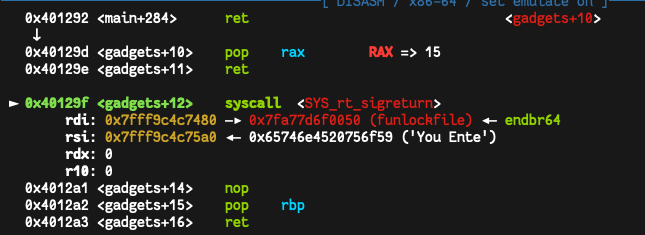 [ DISASM / x86-64 / set emulate on ]
0x401292 <main+284> ret <gadgets+10>
↓
0x40129d <gadgets+10> pop rax RAX => 15
0x40129e <gadgets+11> ret
► 0x40129f <gadgets+12> syscall <SYS_rt_sigreturn>
rdi: 0x7fff9c4c7480 —▸ 0x7fa77d6f0050 (funlockfile) ◂— endbr64
rsi: 0x7fff9c4c75a0 ◂— 0x65746e4520756f59 ('You Ente')
rdx: 0
r10: 0
0x4012a1 <gadgets+14> nop
0x4012a2 <gadgets+15> pop rbp
0x4012a3 <gadgets+16> ret